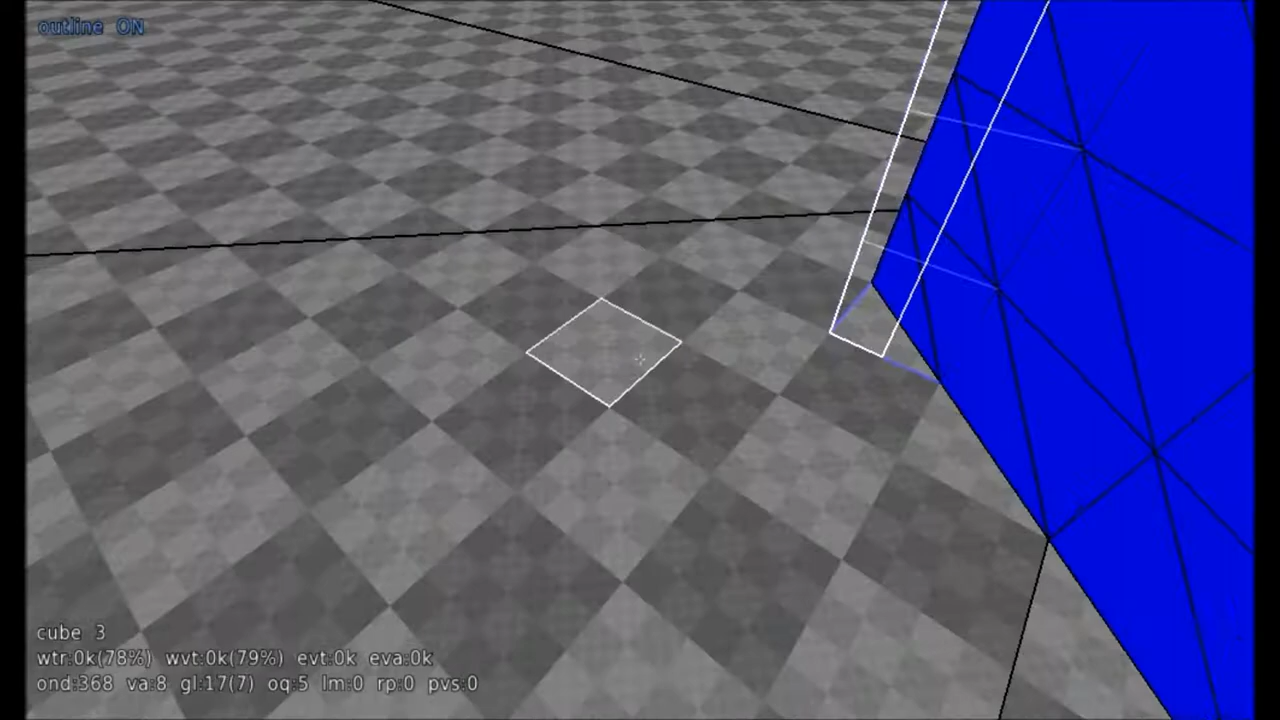 outline ON
cube 3
wtr:0k(78%) wvt:0k(79%) evt:0k eva:0k
ond:368 va:8 gl:17(7) oq:5 lm:0 rp:0 pvs:0